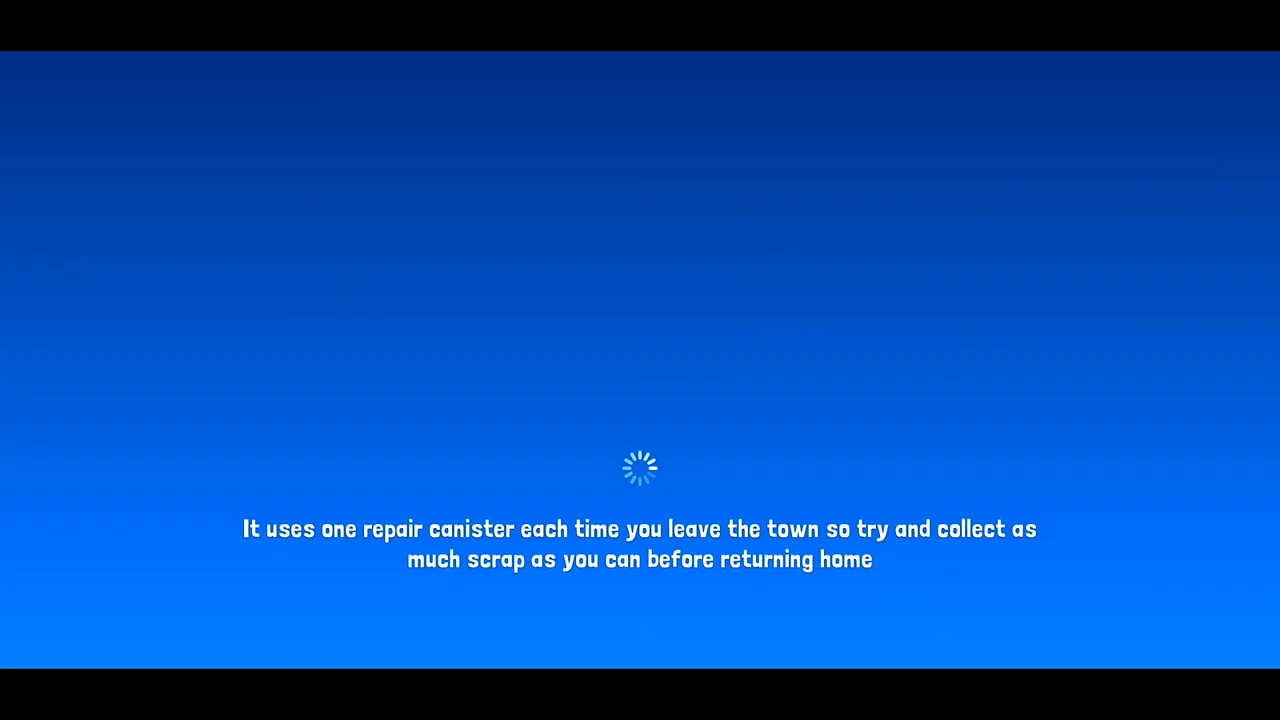 It uses one repair canister each time you leave the town so try and collect as
much scrap as you can before returning home